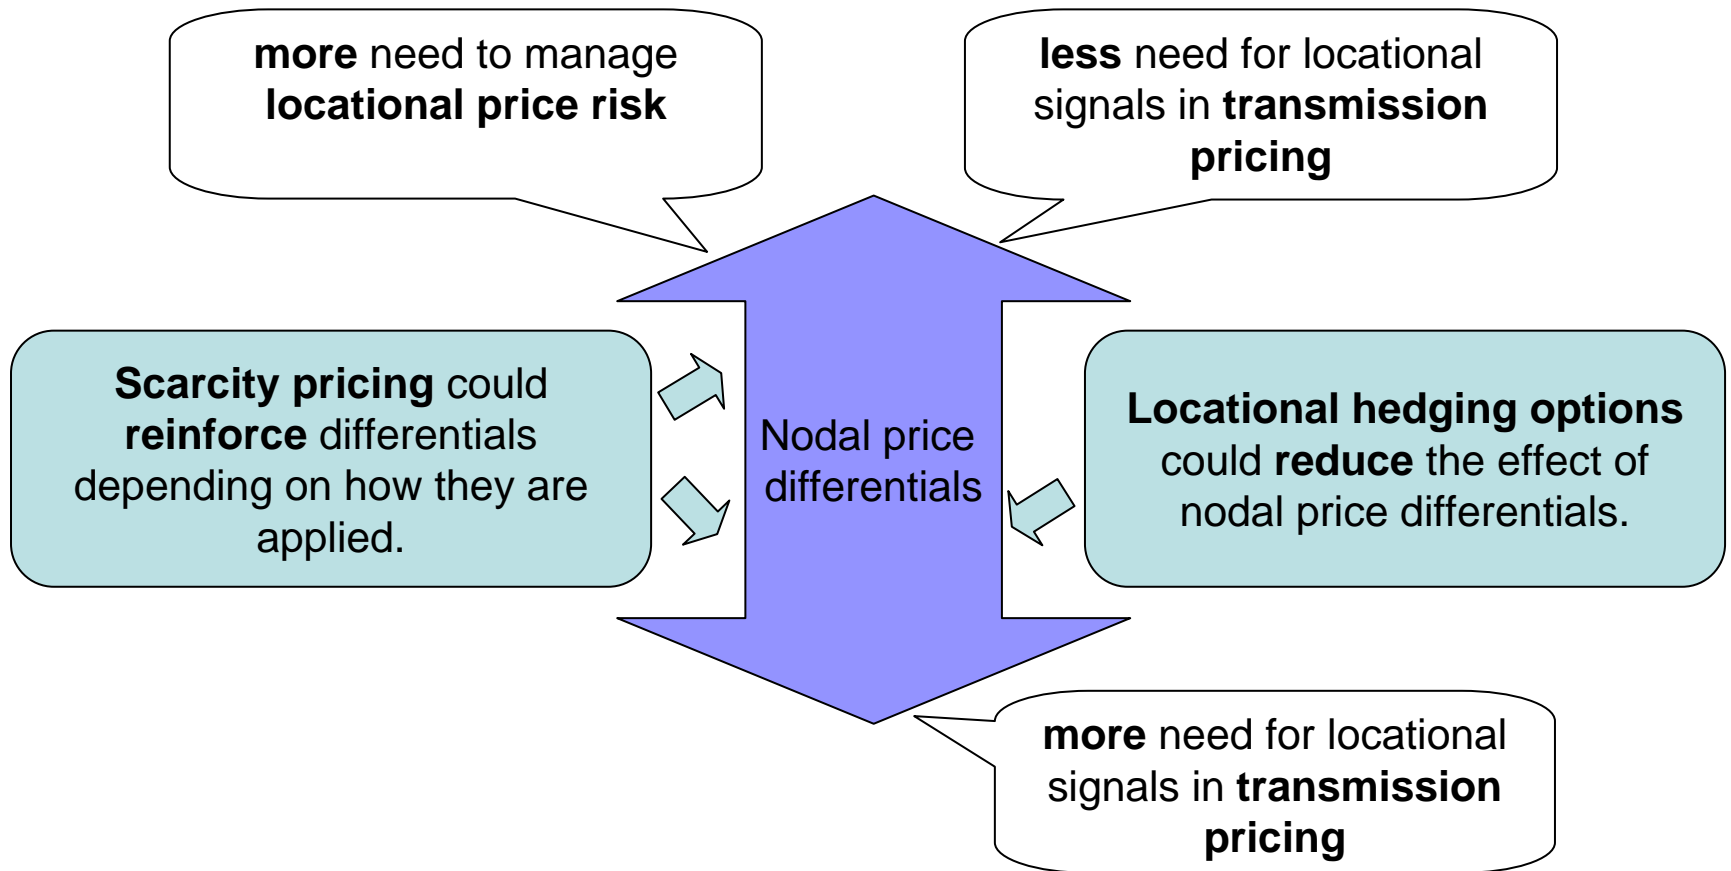 more need to manage
locational price risk
less need for locational
signals in transmission
pricing
Scarcity pricing could
reinforce differentials
depending on how they are
applied.
Nodal price
differentials
Locational hedging options
could reduce the effect of
nodal price differentials.
more need for locational
signals in transmission
pricing